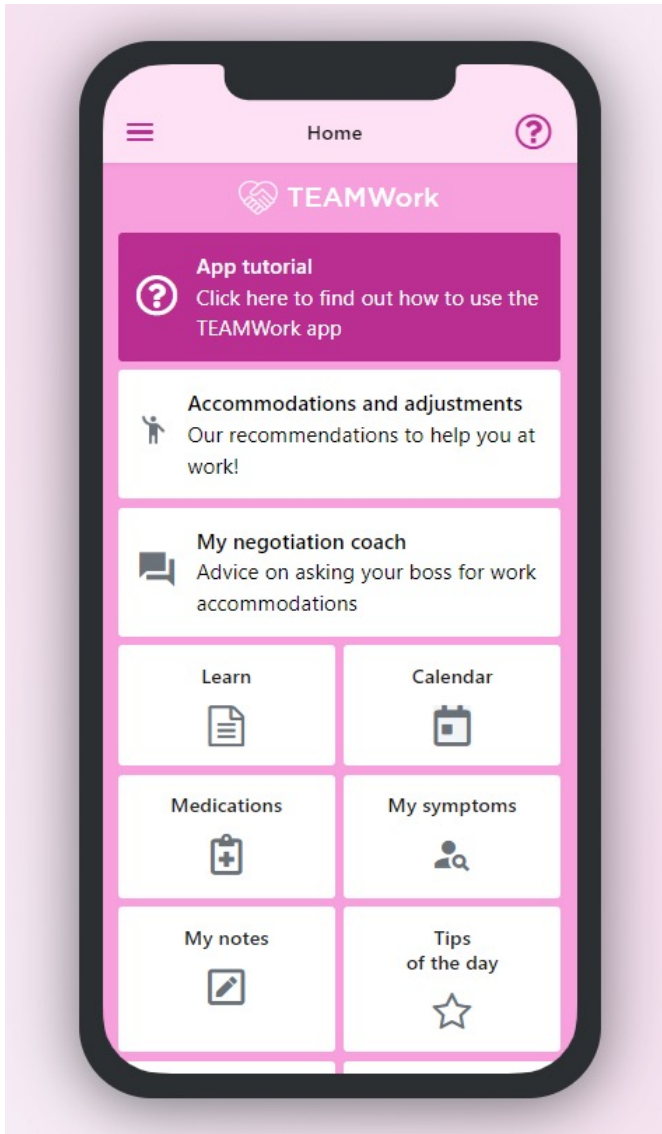 Home
TEAMWork
App tutorial
Click here to find out how to use the
TEAMWork app
Accommodations and adjustments
Our recommendations to help you at
work!
My negotiation coach
Advice on asking your boss for work
accommodations
Learn
Calendar
Medications
My symptoms
My notes
Tips
of the day